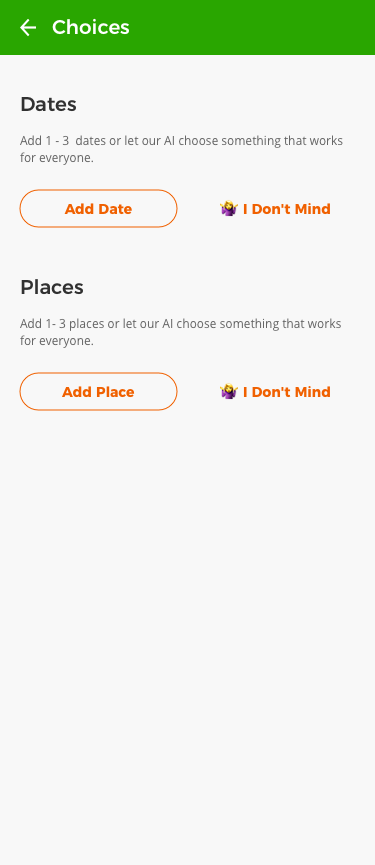 Choices
Dates
Add 1 - 3  dates or let our AI choose something that works
for everyone.
Add Date
I Don't Mind
Places
Add 1- 3 places or let our AI choose something that works
for everyone.
Add Place
I Don't Mind